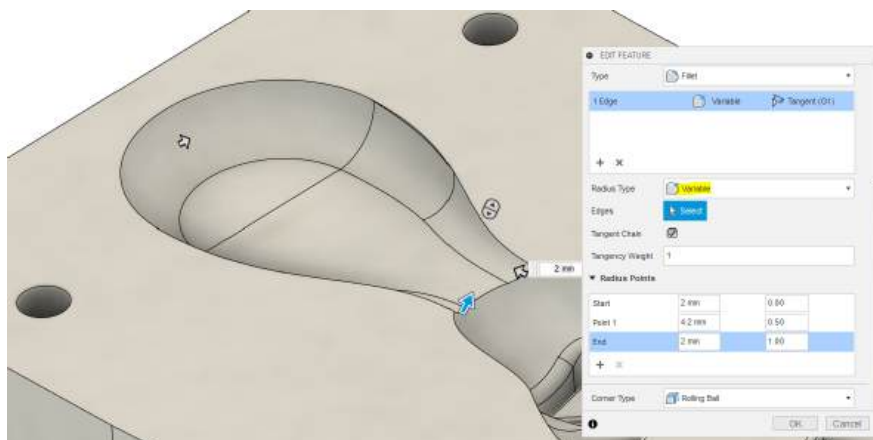 EDIT FEATURE
Type Fillet
1 Edge Variable Tangent (G1)
+ ×
Radius Type Variable
Edges Select
Tangent Chain
Tangency Weight 1
Radius Points
Start 2 mm 0.00
Point 1 4.2 mm 0.50
End 2 mm 1.00
+ ×
Corner Type Rolling Ball
OK Cancel
2 mm